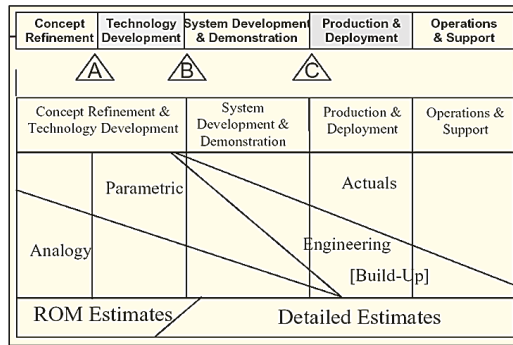 Concept
Refinement
Technology
Development
System Development
& Demonstration
Production &
Deployment
Operations
& Support
A
B
C
Concept Refinement &
Technology Development
System
Development &
Demonstration
Production &
Deployment
Operations &
Support
Parametric
Actuals
Analogy
Engineering
[Build-Up]
ROM Estimates
Detailed Estimates